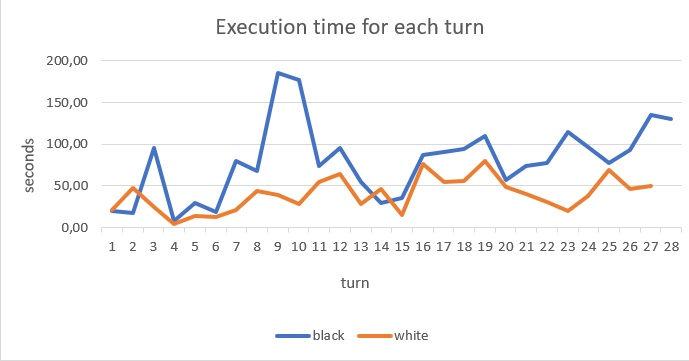 Execution time for each turn
200,00
150,00
100,00
50,00
0,00
seconds
1 2 3 4 5 6 7 8 9 10 11 12 13 14 15 16 17 18 19 20 21 22 23 24 25 26 27 28
turn
black white